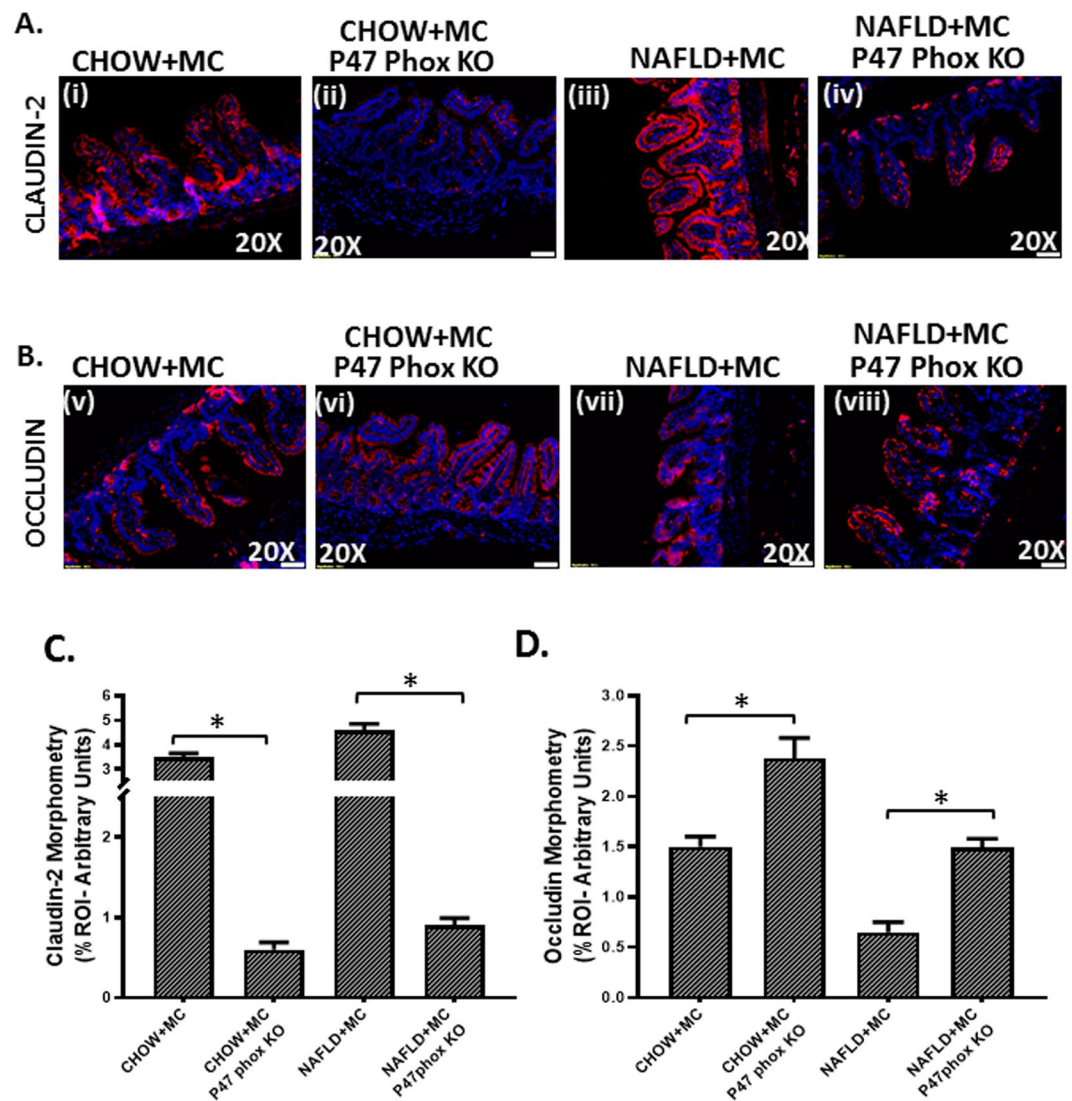 A.
CHOW+MC
CHOW+MC
P47 Phox KO
NAFLD+MC
NAFLD+MC
P47 Phox KO
CLAUDIN-2
(i)
20X
(ii)
20X
(iii)
20X
(iv)
20X
B.
CHOW+MC
CHOW+MC
P47 Phox KO
NAFLD+MC
NAFLD+MC
P47 Phox KO
OCCLUDIN
(v)
20X
(vi)
20X
(vii)
20X
(viii)
20X
C.
Claudin-2 Morphometry
(% ROI- Arbitrary Units)
6
5
4
3
2
1
0
*
*
CHOW+MC
CHOW+MC
P47 phox KO
NAFLD+MC
NAFLD+MC
P47phox KO
D.
Occludin Morphometry
(% ROI- Arbitrary Units)
3.0
2.5
2.0
1.5
1.0
0.5
0.0
*
*
CHOW+MC
CHOW+MC
P47 phox KO
NAFLD+MC
NAFLD+MC
P47phox KO